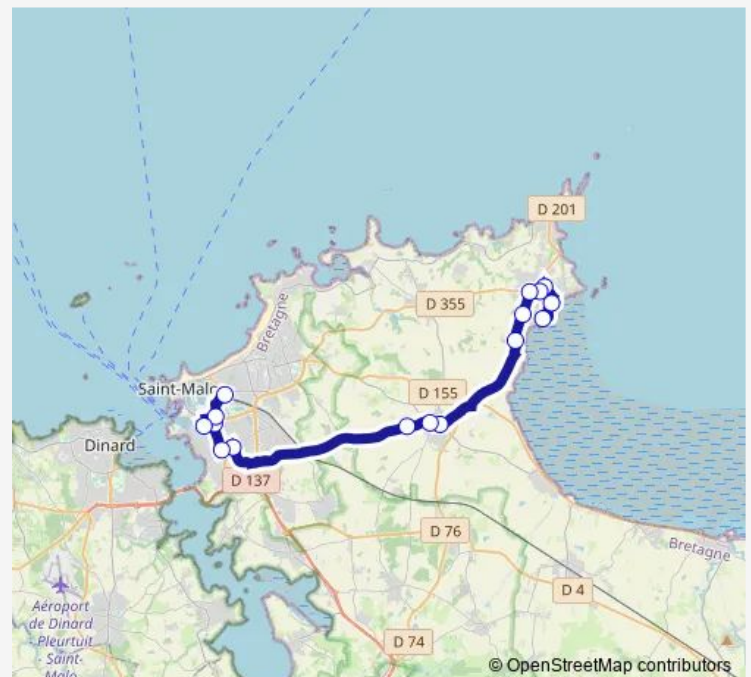 D 201
D 355
Bretagne
Saint-Malo
D 155
Dinard
D 137
D 76
Bretagne
D 4
Aéroport
de Dinard
- Pleurtuit
- Saint-
Malo
D 74
© OpenStreetMap contributors